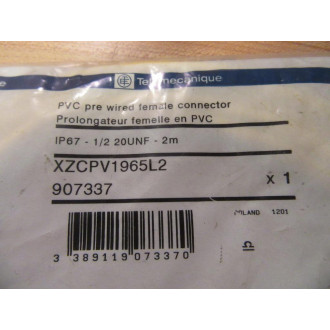 Telemecanique
PVC pre wired female connector
Prolongateur femelle en PVC
IP67 - 1/2 20UNF - 2m
XZCPV1965L2
907337 x 1
1201
3 389119 073370